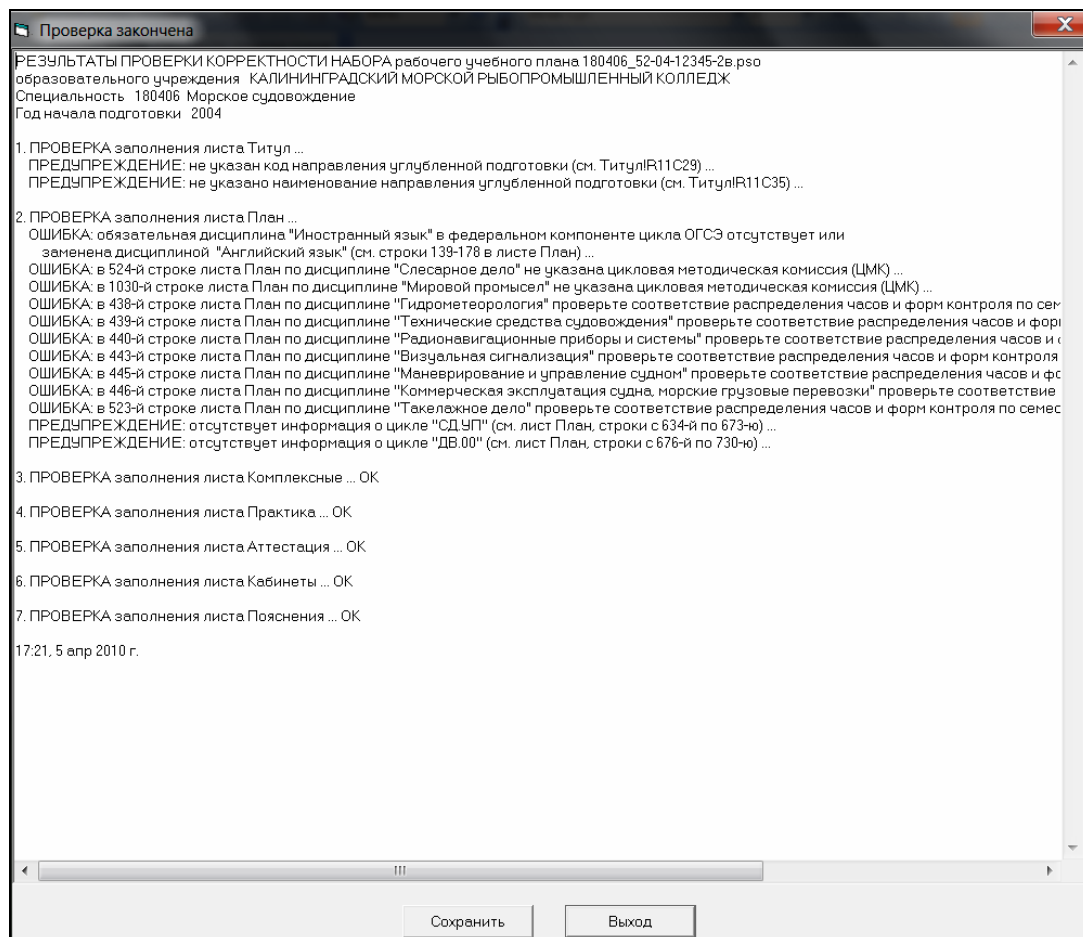 Проверка закончена
РЕЗУЛЬТАТЫ ПРОВЕРКИ КОРРЕКТНОСТИ НАБОРА рабочего учебного плана 180406_52-04-12345-2в.pso
образовательного учреждения КАЛИНИНГРАДСКИЙ МОРСКОЙ РЫБОПРОМЫШЛЕННЫЙ КОЛЛЕДЖ
Специальность 180406 Морское судовождение
Год начала подготовки 2004
1. ПРОВЕРКА заполнения листа Титул ...
ПРЕДУПРЕЖДЕНИЕ: не указан код направления углубленной подготовки (см. Титул!R11C29) ...
ПРЕДУПРЕЖДЕНИЕ: не указано наименование направления углубленной подготовки (см. Титул!R11C35) ...
2. ПРОВЕРКА заполнения листа План ...
ОШИБКА: обязательная дисциплина "Иностранный язык" в федеральном компоненте цикла ОГСЭ отсутствует или
заменена дисциплиной "Английский язык" (см. строки 139-178 в листе План) ...
ОШИБКА: в 524-й строке листа План по дисциплине "Слесарное дело" не указана цикловая методическая комиссия (ЦМК) ...
ОШИБКА: в 1030-й строке листа План по дисциплине "Мировой промысел" не указана цикловая методическая комиссия (ЦМК) ...
ОШИБКА: в 438-й строке листа План по дисциплине "Гидрометеорология" проверьте соответствие распределения часов и форм контроля по сем
ОШИБКА: в 439-й строке листа План по дисциплине "Технические средства судовождения" проверьте соответствие распределения часов и фор
ОШИБКА: в 440-й строке листа План по дисциплине "Радионавигационные приборы и системы" проверьте соответствие распределения часов и
ОШИБКА: в 443-й строке листа План по дисциплине "Визуальная сигнализация" проверьте соответствие распределения часов и форм контроля
ОШИБКА: в 445-й строке листа План по дисциплине "Маневрирование и управление судном" проверьте соответствие распределения часов и фо
ОШИБКА: в 446-й строке листа План по дисциплине "Коммерческая эксплуатация судна, морские грузовые перевозки" проверьте соответствие
ОШИБКА: в 523-й строке листа План по дисциплине "Такелажное дело" проверьте соответствие распределения часов и форм контроля по семес
ПРЕДУПРЕЖДЕНИЕ: отсутствует информация о цикле "СД.УП" (см. лист План, строки с 634-й по 673-ю) ...
ПРЕДУПРЕЖДЕНИЕ: отсутствует информация о цикле "ДВ.00" (см. лист План, строки с 676-й по 730-ю) ...
3. ПРОВЕРКА заполнения листа Комплексные ... ОК
4. ПРОВЕРКА заполнения листа Практика ... ОК
5. ПРОВЕРКА заполнения листа Аттестация ... ОК
6. ПРОВЕРКА заполнения листа Кабинеты ... ОК
7. ПРОВЕРКА заполнения листа Пояснения ... ОК
17:21, 5 апр 2010 г.
Сохранить
Выход